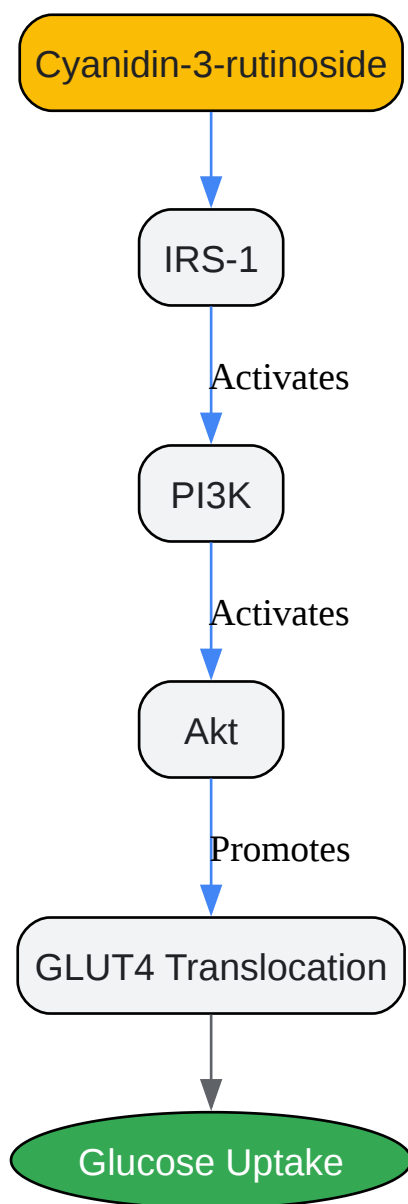 Cyanidin-3-rutinoside
IRS-1
Activates
PI3K
Activates
Akt
Promotes
GLUT4 Translocation
Glucose Uptake